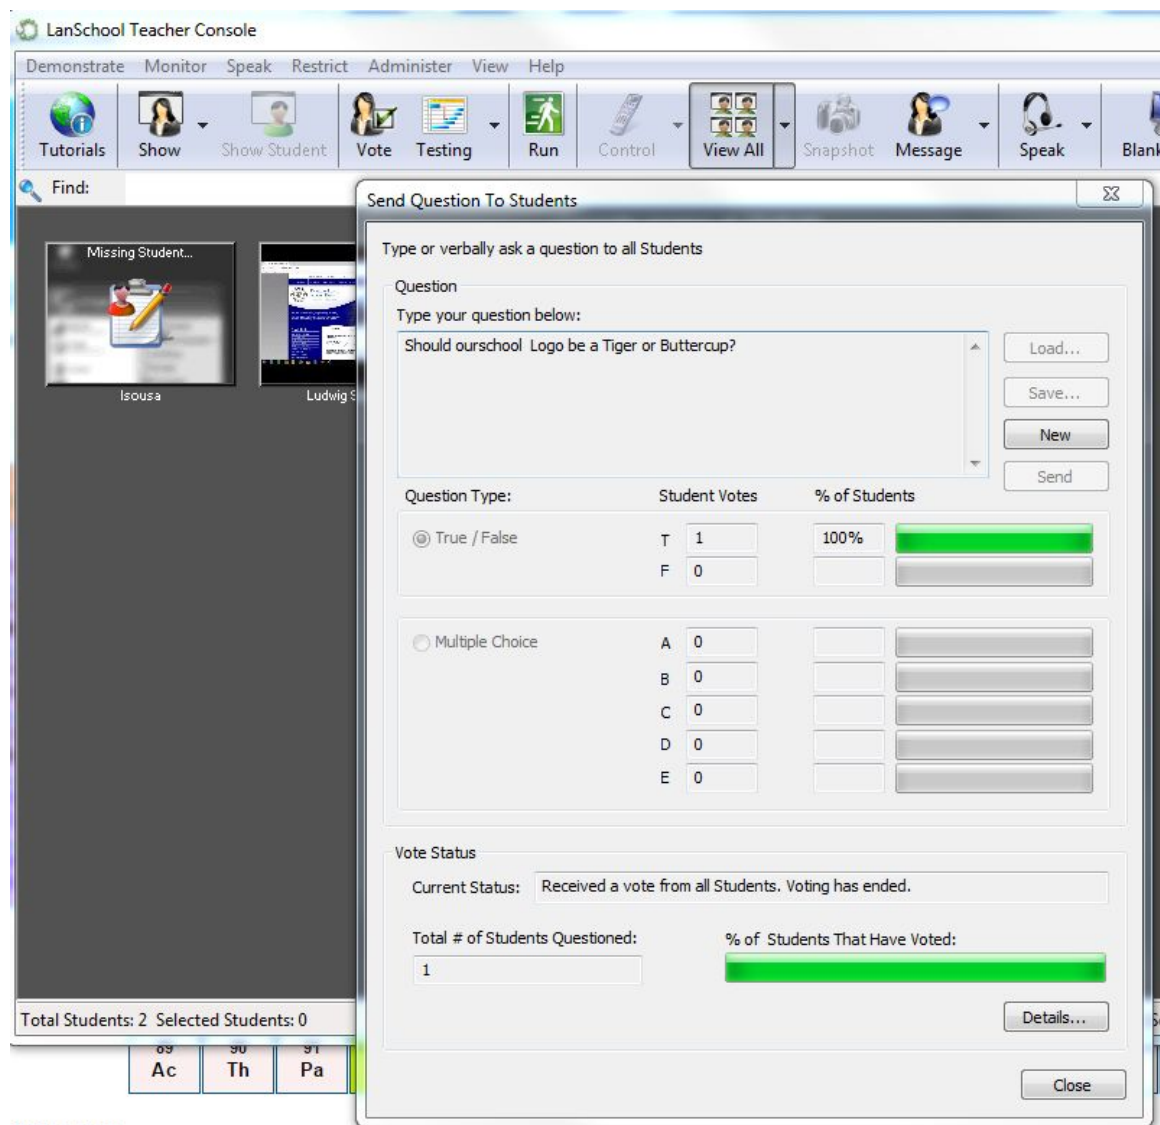 LanSchool Teacher Console
Demonstrate Monitor Speak Restrict Administer View Help
Tutorials Show Show Student Vote Testing Run Control View All Snapshot Message Speak Blank
Find:
Send Question To Students
Type or verbally ask a question to all Students
Question
Type your question below:
Should ourschool Logo be a Tiger or Buttercup?
Load...
Save...
New
Send
Missing Student...
lsousa
Ludwig S
Question Type: Student Votes % of Students
True / False T 1 100%
F 0
Multiple Choice A 0
B 0
C 0
D 0
E 0
Vote Status
Current Status: Received a vote from all Students. Voting has ended.
Total # of Students Questioned: % of Students That Have Voted:
1
Details...
Close
Total Students: 2 Selected Students: 0
89 90 91
Ac Th Pa